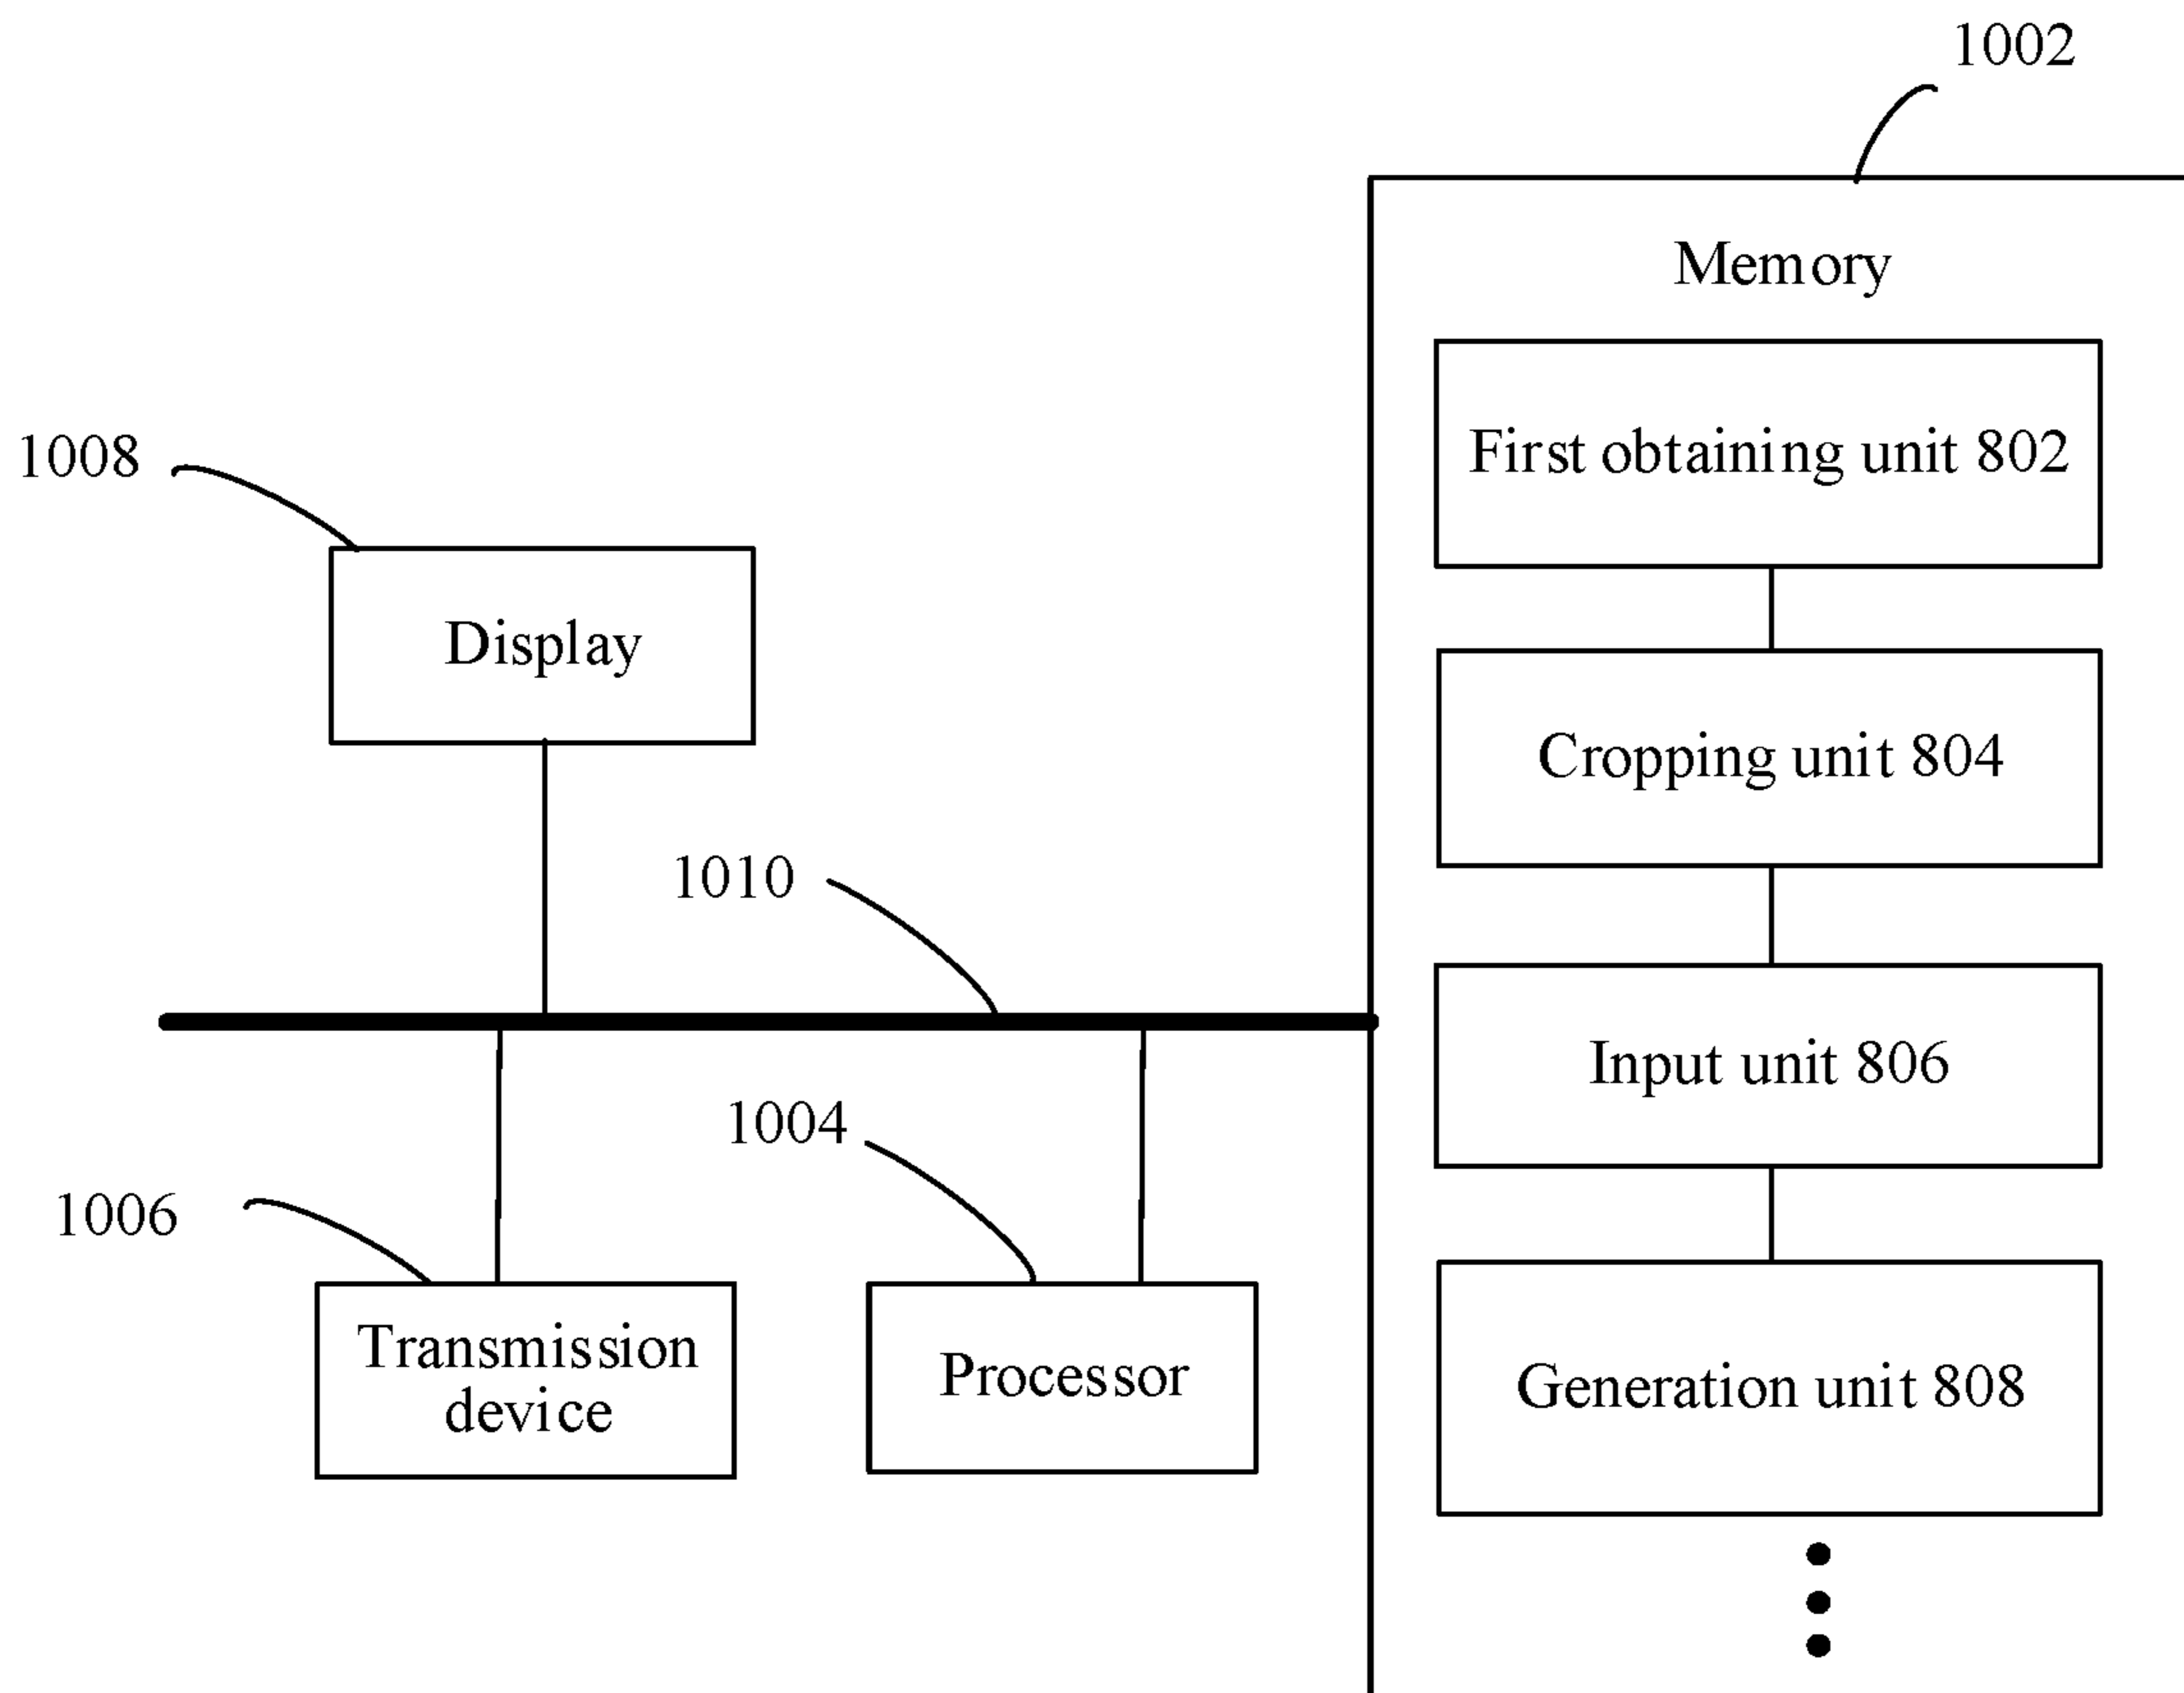 1002
Memory
First obtaining unit 802
1008
Display
Cropping unit 804
1010
Input unit 806
1004
1006
Transmission
device
Processor
Generation unit 808